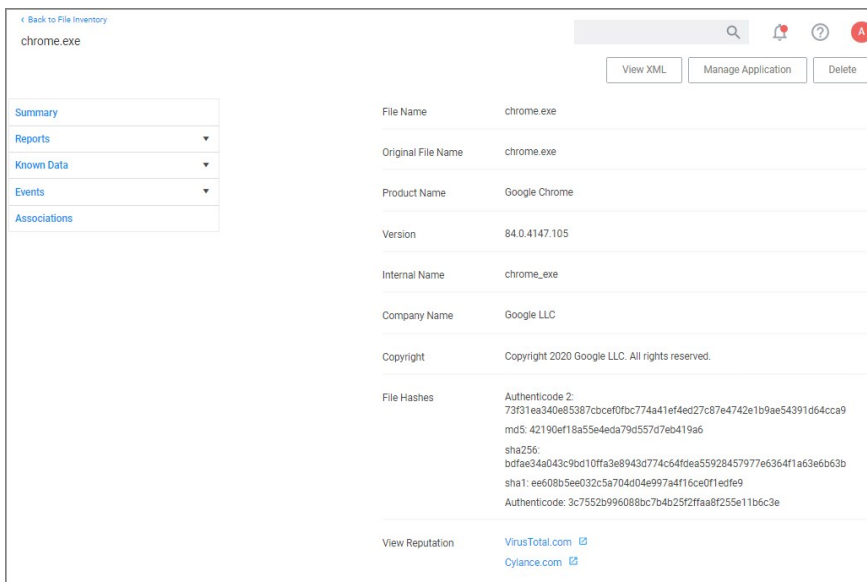 ‹ Back to File Inventory
chrome.exe
A
View XML
Manage Application
Delete
Summary
Reports
Known Data
Events
Associations
File Name chrome.exe
Original File Name chrome.exe
Product Name Google Chrome
Version 84.0.4147.105
Internal Name chrome_exe
Company Name Google LLC
Copyright Copyright 2020 Google LLC. All rights reserved.
File Hashes Authenticode 2:
73f31ea340e85387cbcef0fbc774a41ef4ed27c87e4742e1b9ae54391d64cca9
md5: 42190ef18a55e4eda79d557d7eb419a6
sha256:
bdfae34a043c9bd10ffa3e8943d774c64fdea55928457977e6364f1a63e6b63b
sha1: ee608b5ee032c5a704d04e997a4f16ce0f1edfe9
Authenticode: 3c7552b996088bc7b4b25f2ffaa8f255e11b6c3e
View Reputation VirusTotal.com
Cylance.com